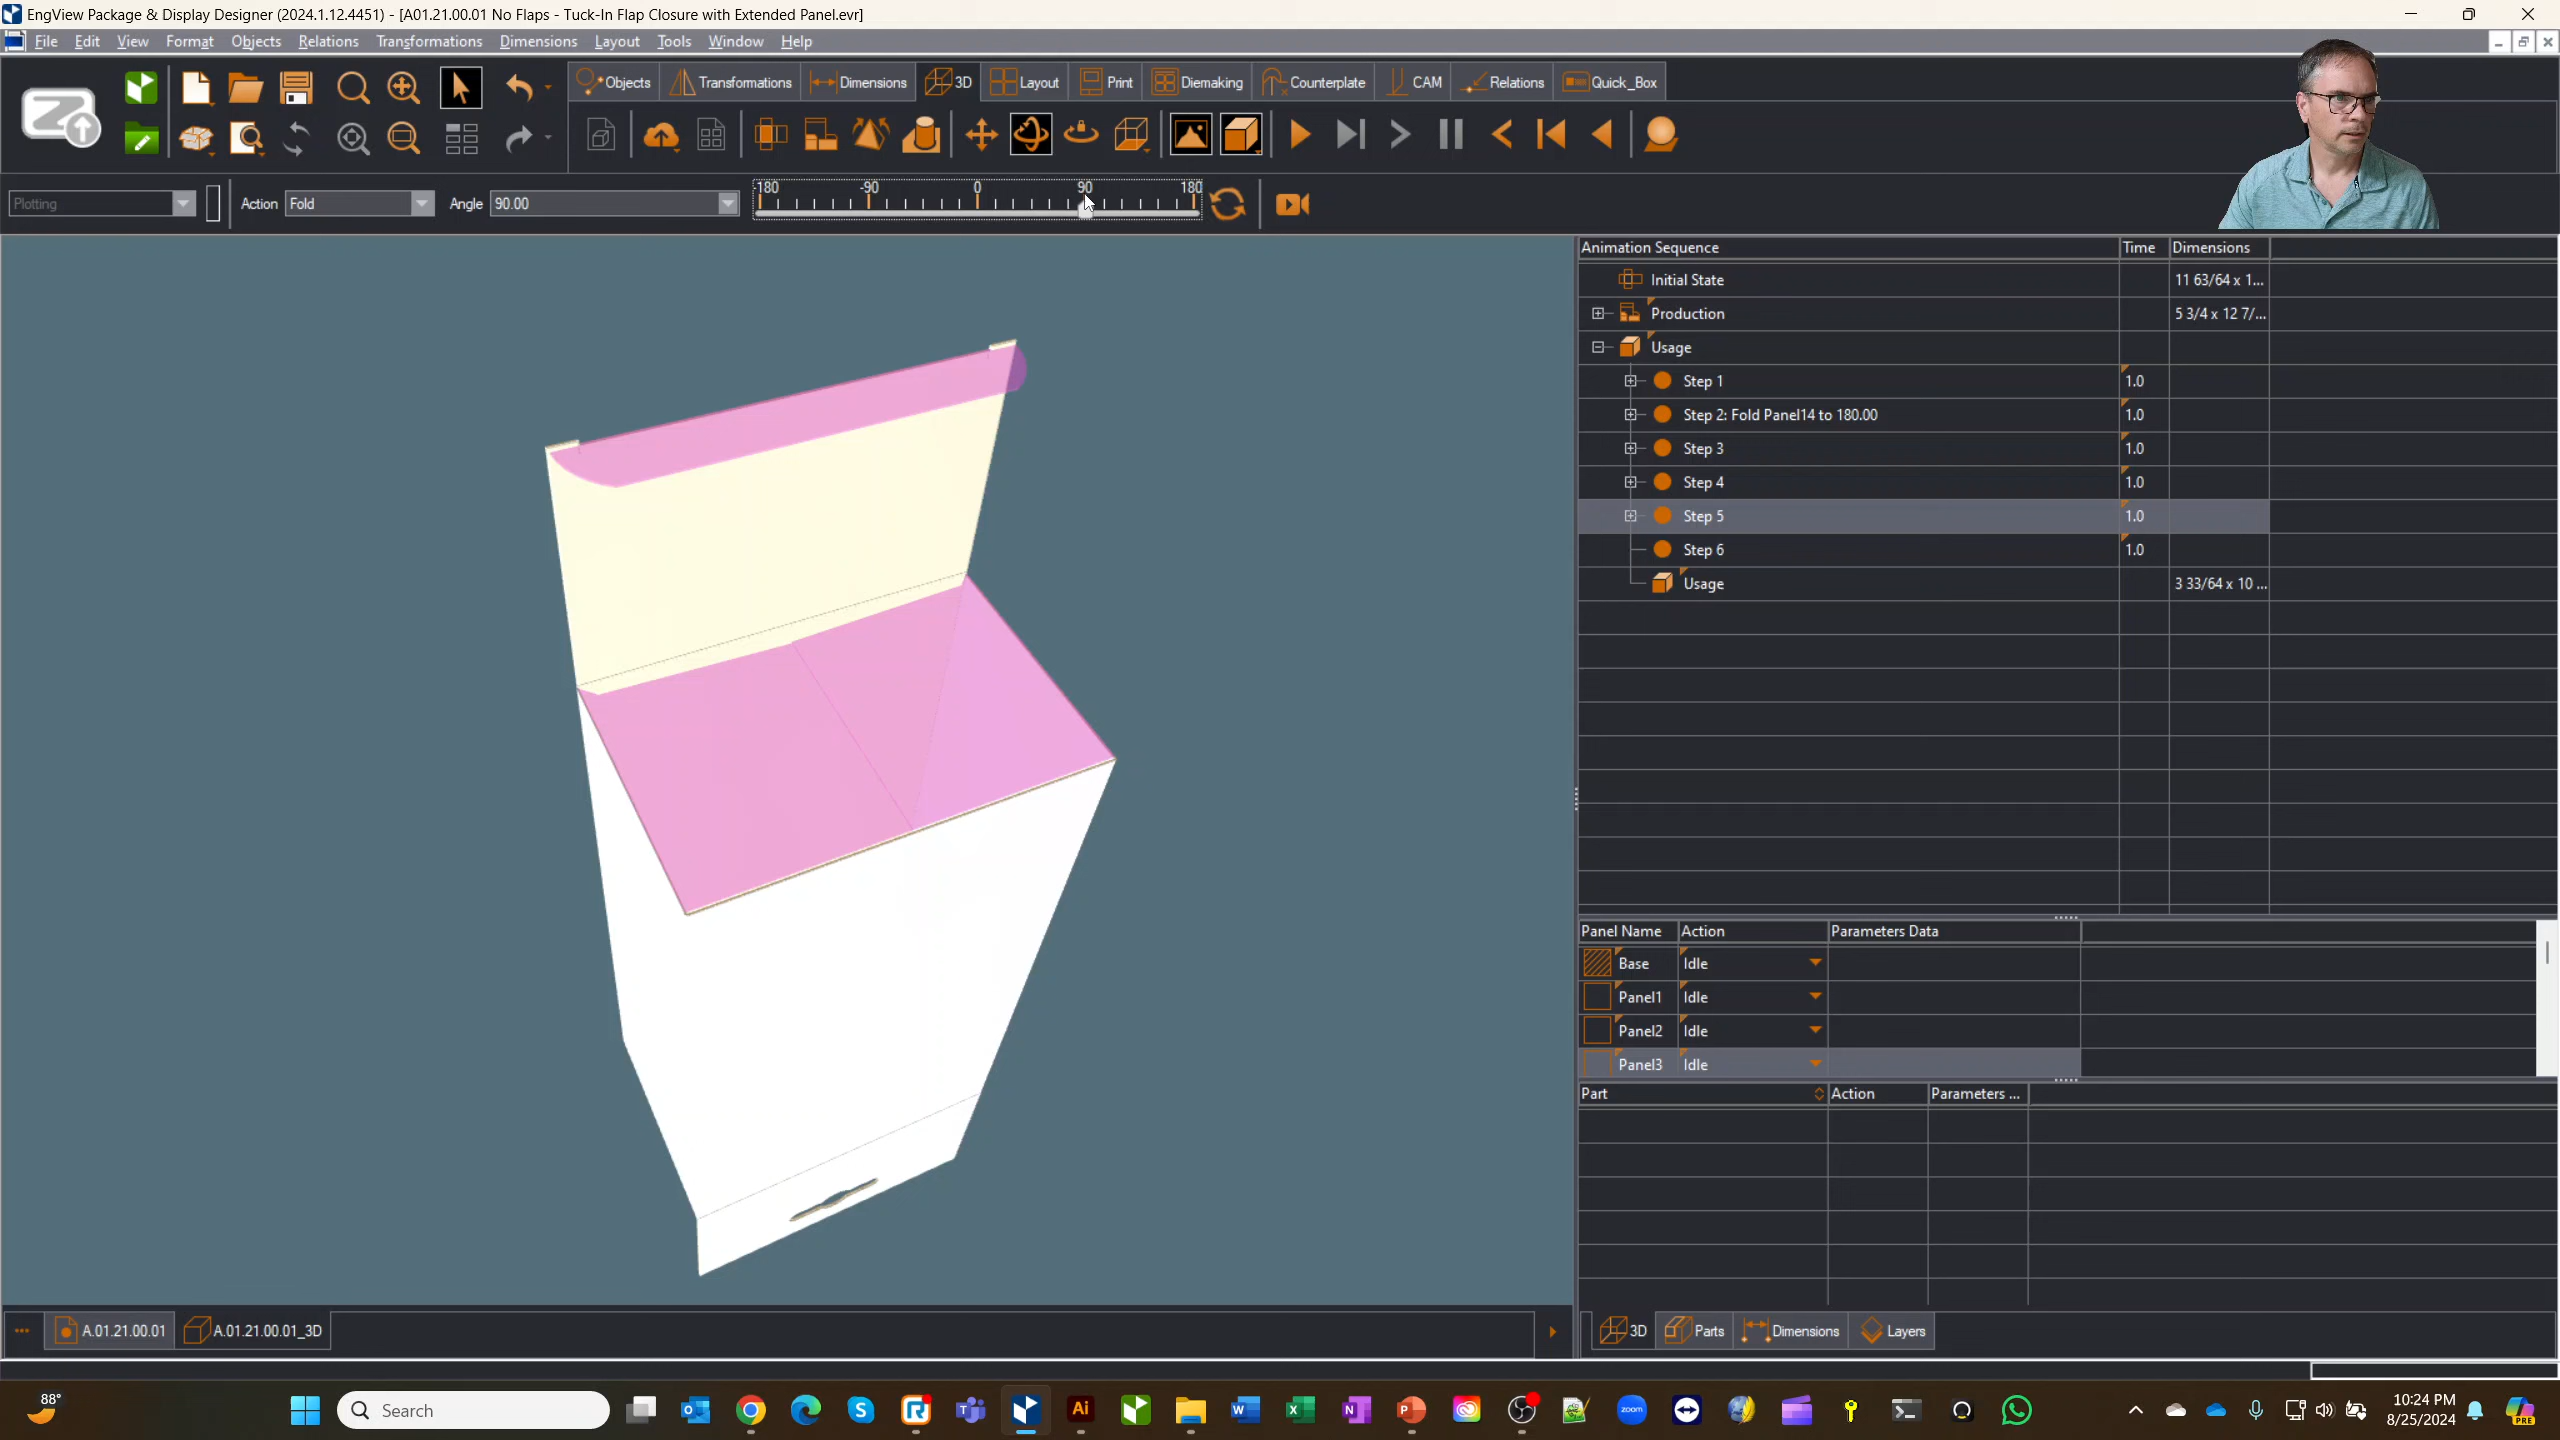 EngView Package & Display Designer (2024.1.12.4451) - [A01.21.00.01 No Flaps - Tuck-In Flap Closure with Extended Panel.evr]
File Edit View Format Objects Relations Transformations Dimensions Layout Tools Window Help
Objects Transformations Dimensions 3D Layout Print Diemaking Counterplate CAM Relations Quick_Box
Plotting Action Fold Angle 90.00 -180 -90 0 90 180
Animation Sequence Time Dimensions
Initial State 11 63/64 x 1...
Production 5 3/4 x 12 7/...
Usage
Step 1 1.0
Step 2: Fold Panel14 to 180.00 1.0
Step 3 1.0
Step 4 1.0
Step 5 1.0
Step 6 1.0
Usage 3 33/64 x 10 ...
Panel Name Action Parameters Data
Base Idle
Panel1 Idle
Panel2 Idle
Panel3 Idle
Part Action Parameters ...
A.01.21.00.01 A.01.21.00.01_3D
3D Parts Dimensions Layers
88°
Search
Ai
zoom
PRE
10:24 PM
8/25/2024